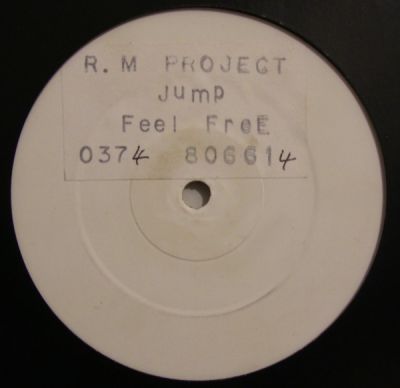 R.M PROJECT
Jump
Feel FreE
0374 806614